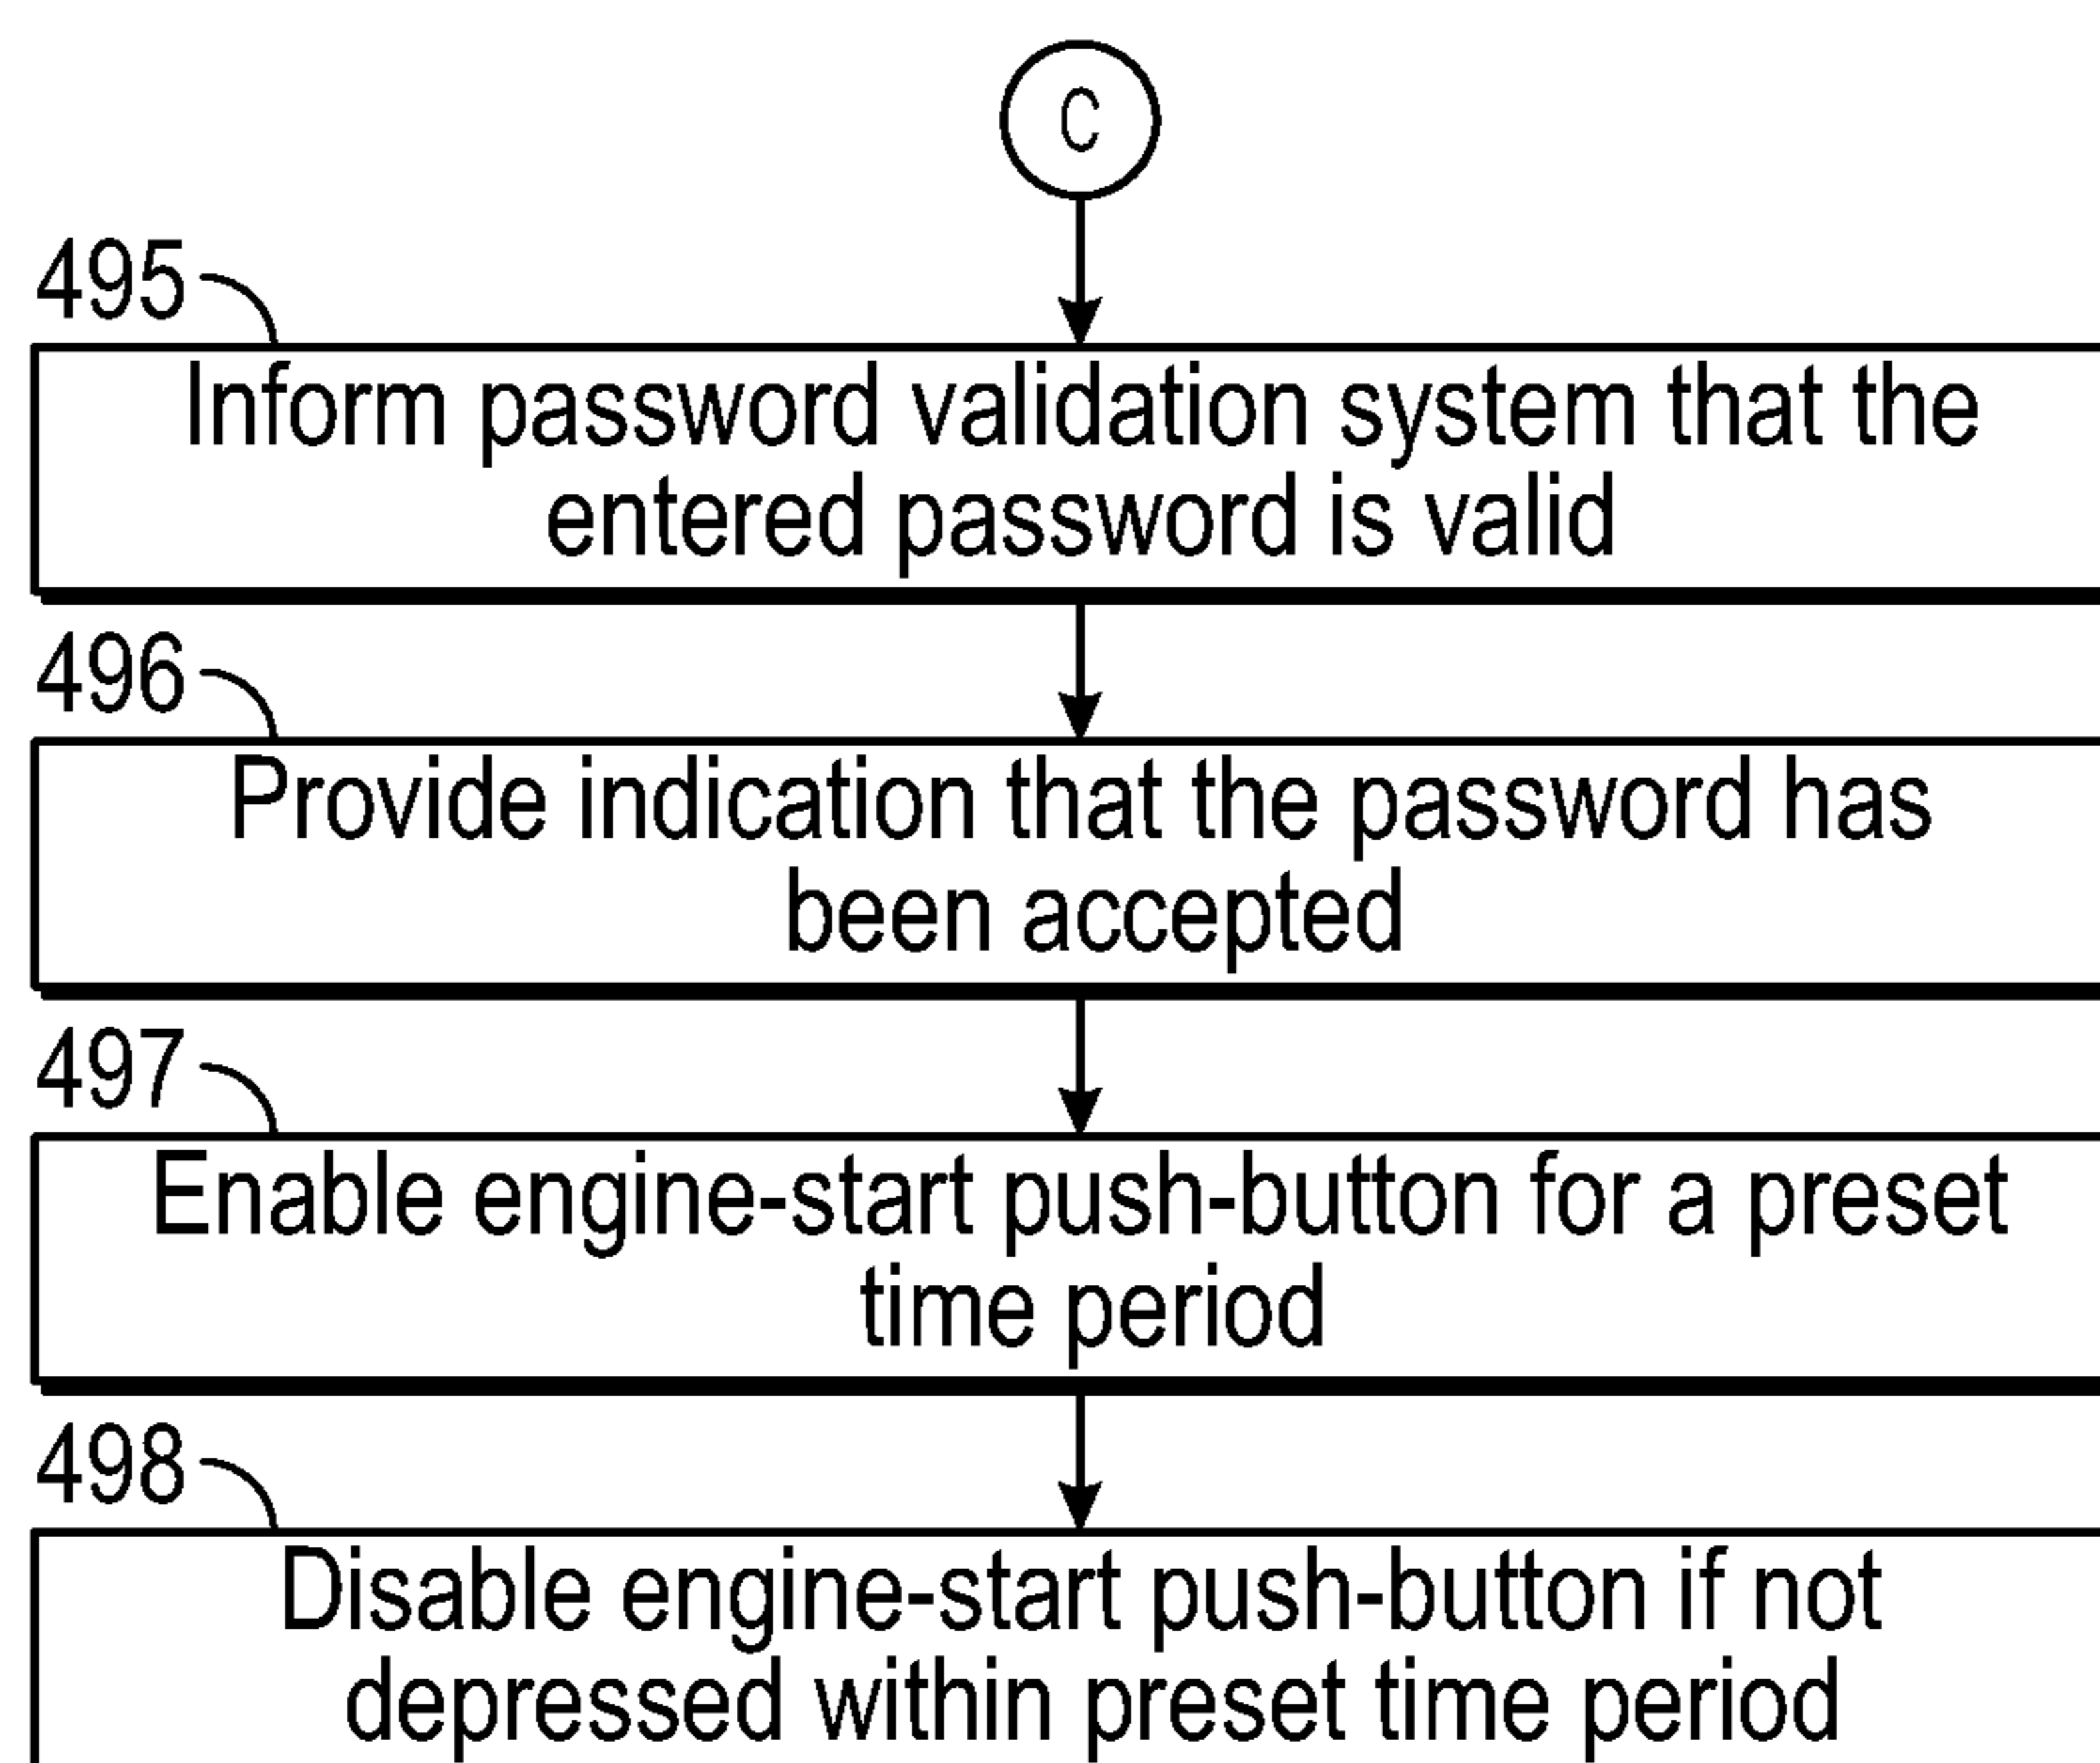 C
495
Inform password validation system that the
entered password is valid
496
Provide indication that the password has
been accepted
497
Enable engine-start push-button for a preset
time period
498
Disable engine-start push-button if not
depressed within preset time period